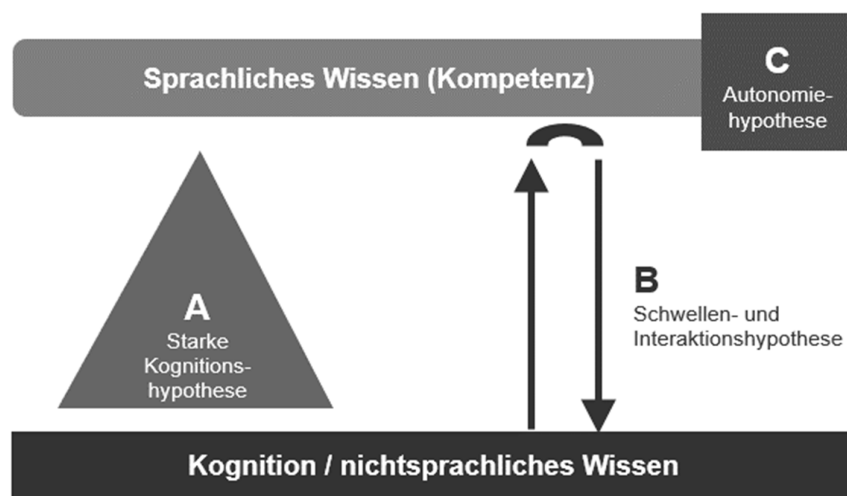 Sprachliches Wissen (Kompetenz)
C
Autonomie-
hypothese
A
Starke
Kognitions-
hypothese
B
Schwellen- und
Interaktionshypothese
Kognition / nichtsprachliches Wissen